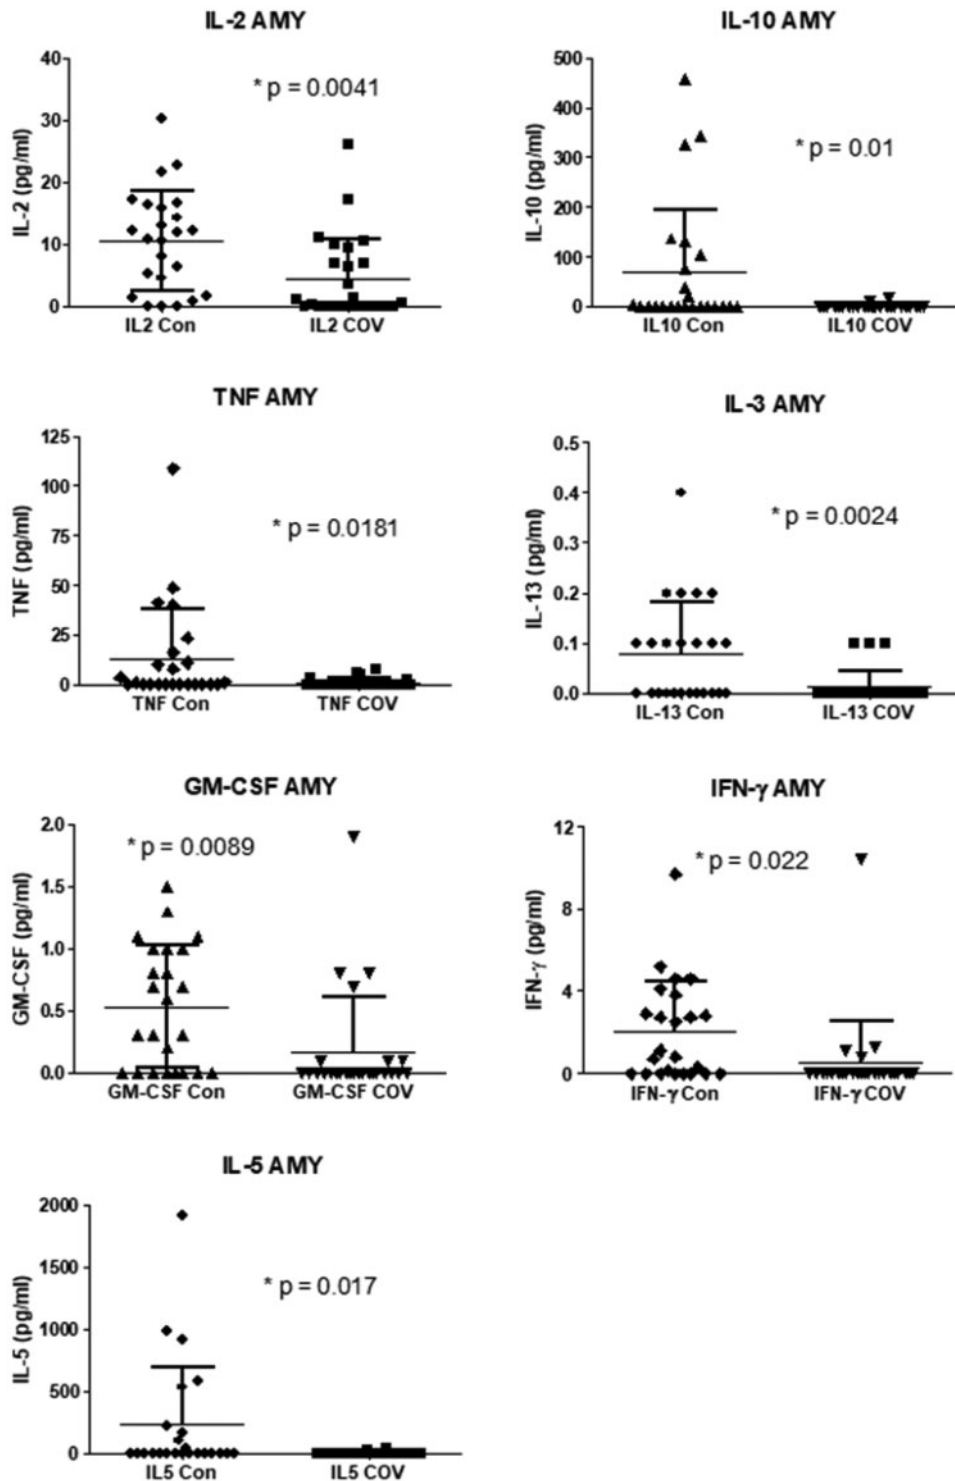 IL-2 AMY
IL-2 (pg/ml)
40
30
20
10
0
* p = 0.0041
IL2 Con
IL2 COV
IL-10 AMY
IL-10 (pg/ml)
500
400
300
200
100
0
* p = 0.01
IL10 Con
IL10 COV
TNF AMY
TNF (pg/ml)
125
100
75
50
25
0
* p = 0.0181
TNF Con
TNF COV
IL-3 AMY
IL-13 (pg/ml)
0.5
0.4
0.3
0.2
0.1
0.0
* p = 0.0024
IL-13 Con
IL-13 COV
GM-CSF AMY
GM-CSF (pg/ml)
2.0
1.5
1.0
0.5
0.0
* p = 0.0089
GM-CSF Con
GM-CSF COV
IFN-γ AMY
IFN-γ (pg/ml)
12
8
4
0
* p = 0.022
IFN-γ Con
IFN-γ COV
IL-5 AMY
IL-5 (pg/ml)
2000
1500
1000
500
0
* p = 0.017
IL5 Con
IL5 COV